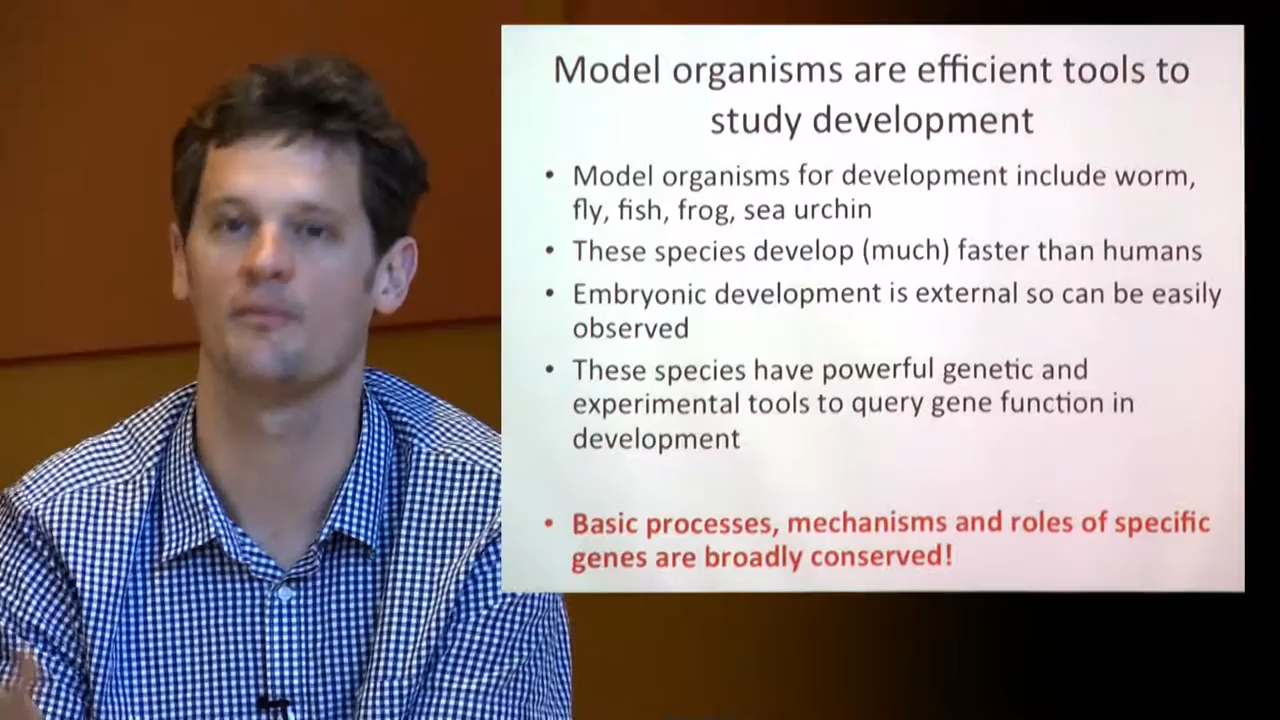 Model organisms are efficient tools to
study development
• Model organisms for development include worm,
fly, fish, frog, sea urchin
• These species develop (much) faster than humans
• Embryonic development is external so can be easily
observed
• These species have powerful genetic and
experimental tools to query gene function in
development
• Basic processes, mechanisms and roles of specific
genes are broadly conserved!